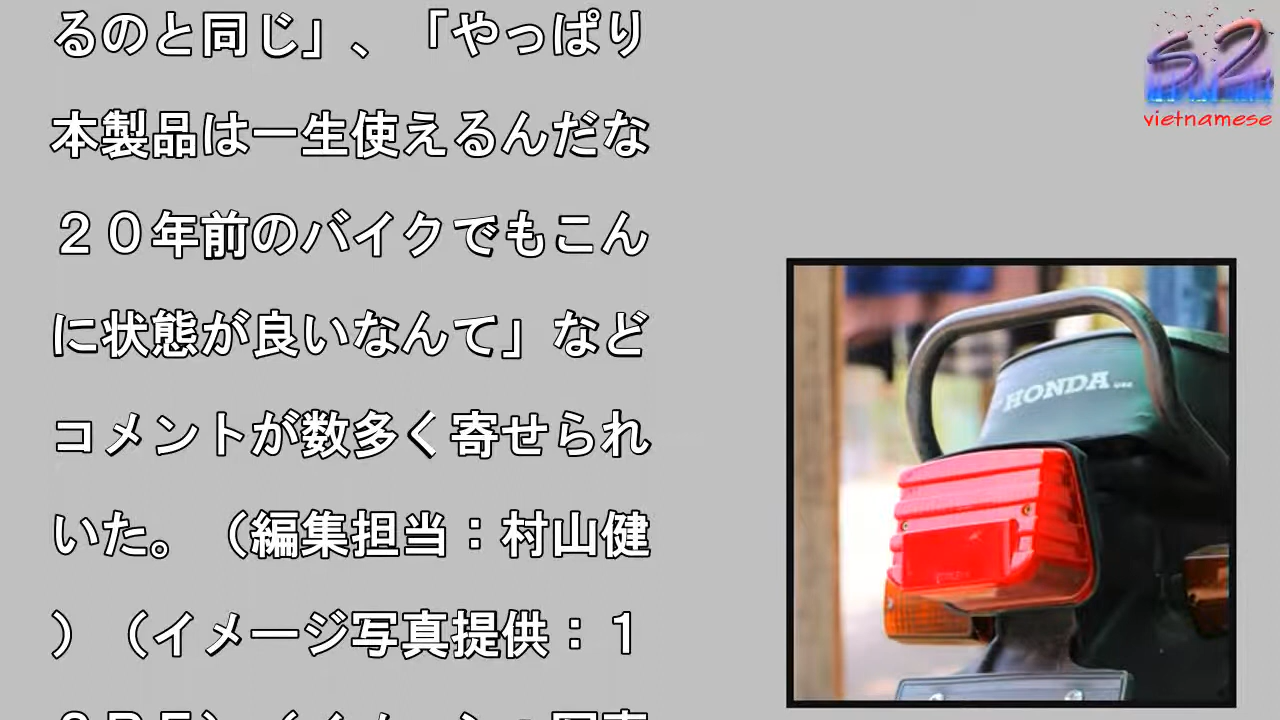 るのと同じ」、「やっぱり
本製品は一生使えるんだな
２０年前のバイクでもこん
に状態が良いなんて」など
コメントが数多く寄せられ
いた。（編集担当：村山健
）（イメージ写真提供：１
S2
vietnamese
HONDA